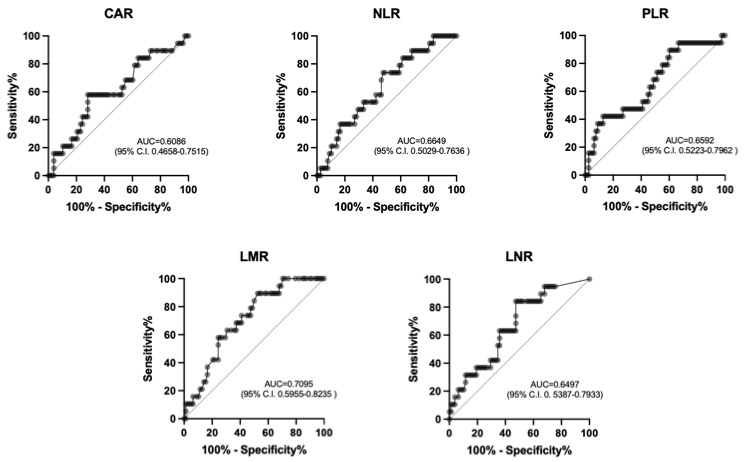 CAR
NLR
PLR
Sensitivity%
100
80
60
40
20
0
AUC=0.6086
(95% C.I. 0.4658-0.7515)
0 20 40 60 80 100
100% - Specificity%
Sensitivity%
100
80
60
40
20
0
AUC=0.6649
(95% C.I. 0.5029-0.7636 )
0 20 40 60 80 100
100% - Specificity%
Sensitivity%
100
80
60
40
20
0
AUC=0.6592
(95% C.I. 0.5223-0.7962 )
0 20 40 60 80 100
100% - Specificity%
LMR
LNR
Sensitivity%
100
80
60
40
20
0
AUC=0.7095
(95% C.I. 0.5955-0.8235 )
0 20 40 60 80 100
100% - Specificity%
Sensitivity%
100
80
60
40
20
0
AUC=0.6497
(95% C.I. 0. 5387-0.7933)
0 20 40 60 80 100
100% - Specificity%